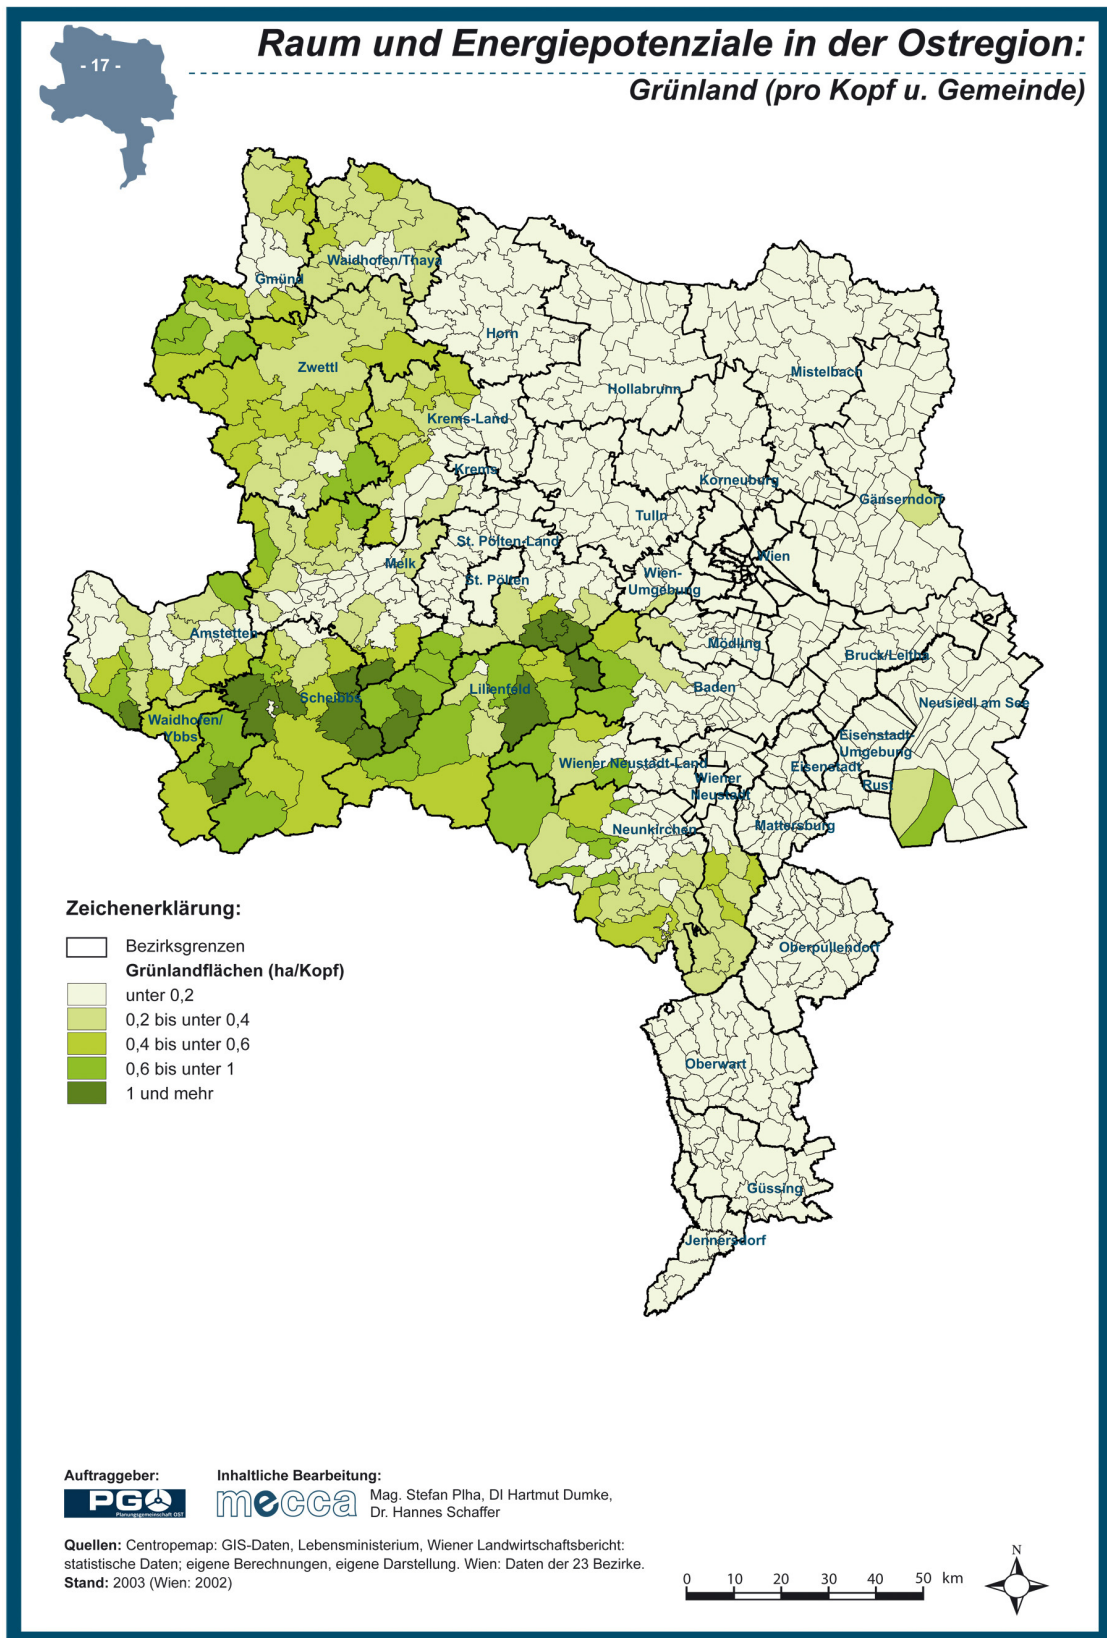 - 17 -
Raum und Energiepotenziale in der Ostregion:
Grünland (pro Kopf u. Gemeinde)
Gmünd
Waidhofen/Thaya
Horn
Zwettl
Hollabrunn
Mistelbach
Krems-Land
Krems
Korneuburg
Gänserndorf
Tulln
St. Pölten-Land
Wien
Melk
St. Pölten
Wien-
Umgebung
Amstetten
Mödling
Bruck/Leitha
Scheibbs
Lilienfeld
Baden
Neusiedl am See
Waidhofen/
Ybbs
Eisenstadt-
Umgebung
Wiener Neustadt-Land
Eisenstadt
Wiener
Neustadt
Rust
Neunkirchen
Mattersburg
Oberpullendorf
Oberwart
Güssing
Jennersdorf
Zeichenerklärung:
Bezirksgrenzen
Grünlandflächen (ha/Kopf)
unter 0,2
0,2 bis unter 0,4
0,4 bis unter 0,6
0,6 bis unter 1
1 und mehr
Auftraggeber:
PGO
Planungsgemeinschaft OST
Inhaltliche Bearbeitung:
mecca
Mag. Stefan Plha, DI Hartmut Dumke,
Dr. Hannes Schaffer
Quellen: Centropemap: GIS-Daten, Lebensministerium, Wiener Landwirtschaftsbericht:
statistische Daten; eigene Berechnungen, eigene Darstellung. Wien: Daten der 23 Bezirke.
Stand: 2003 (Wien: 2002)
0 10 20 30 40 50 km
N